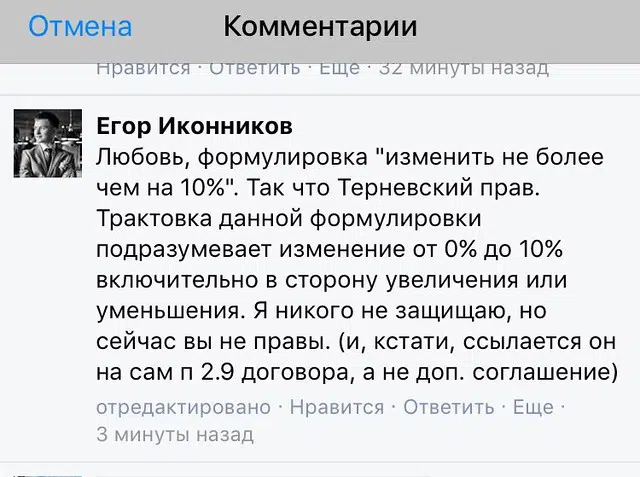 Отмена Комментарии
Нравится · Ответить · Еще · 32 минуты назад
Егор Иконников
Любовь, формулировка "изменить не более
чем на 10%". Так что Терневский прав.
Трактовка данной формулировки
подразумевает изменение от 0% до 10%
включительно в сторону увеличения или
уменьшения. Я никого не защищаю, но
сейчас вы не правы. (и, кстати, ссылается он
на сам п 2.9 договора, а не доп. соглашение)
отредактировано · Нравится · Ответить · Еще ·
3 минуты назад